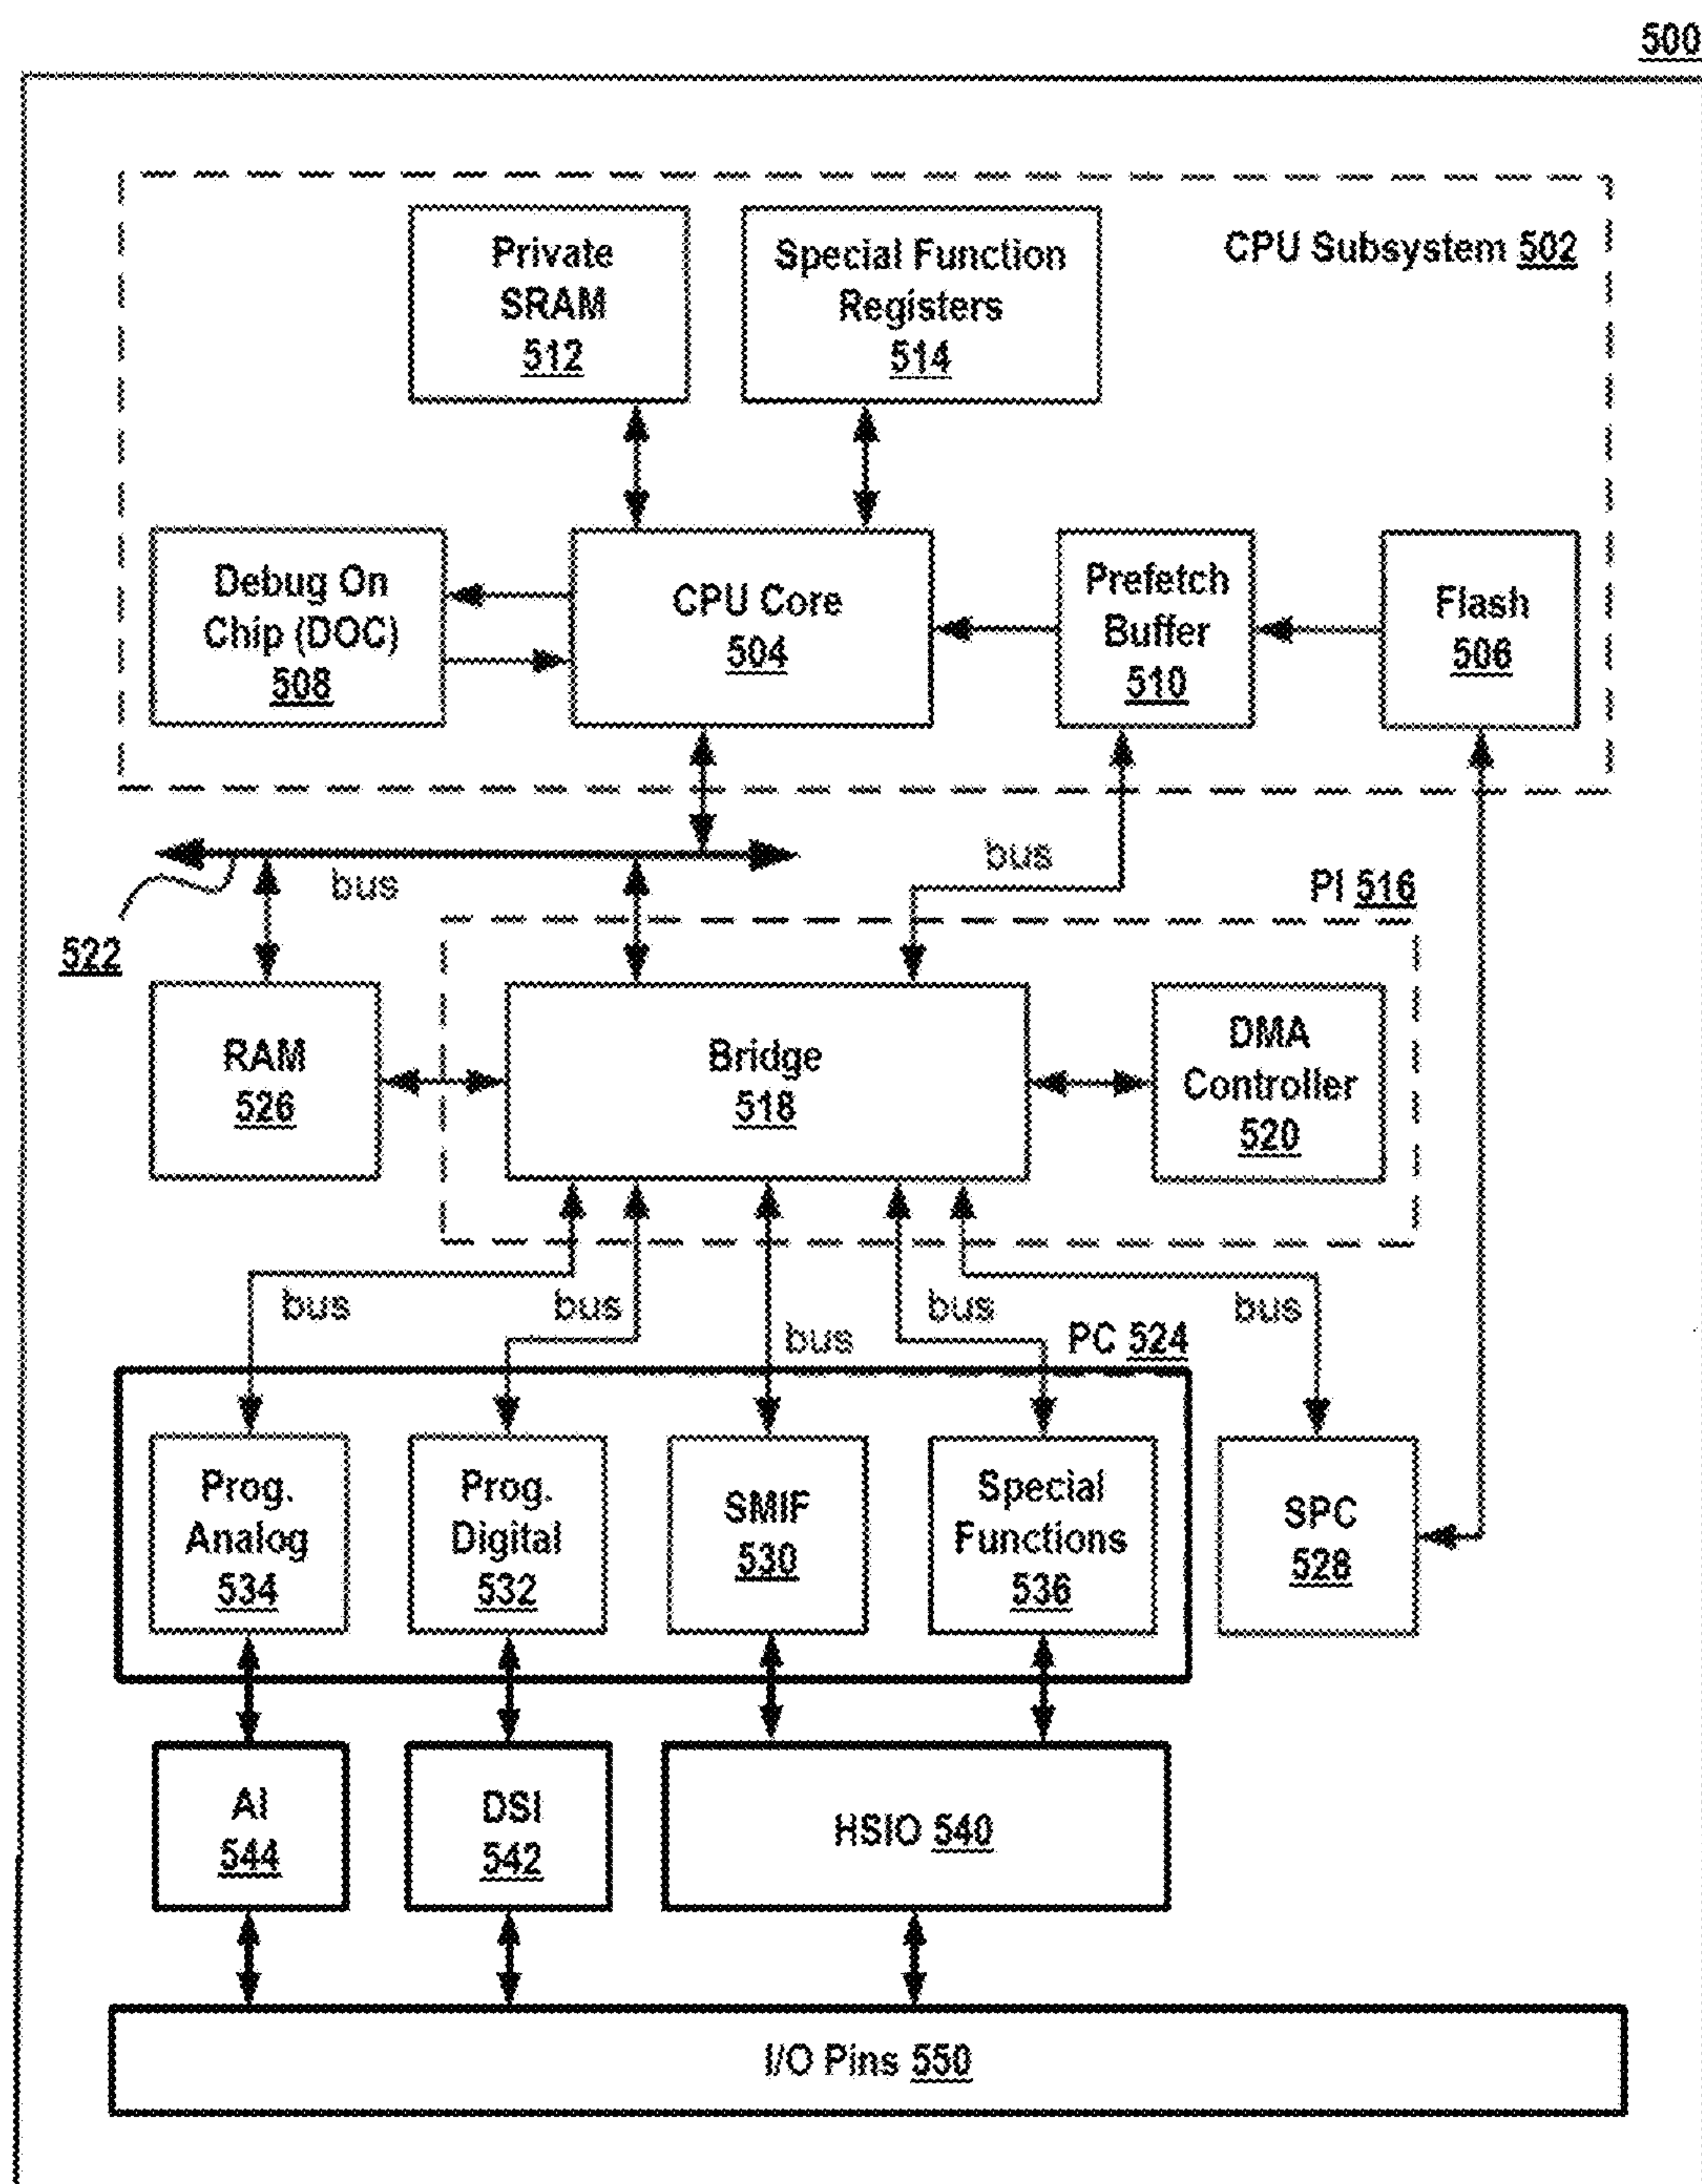 500
CPU Subsystem 502
Private
SRAM
512
Special Function
Registers
514
Debug On
Chip (DOC)
508
CPU Core
504
Prefetch
Buffer
510
Flash
506
bus
bus
522
PI 516
RAM
526
Bridge
518
DMA
Controller
520
bus
bus
bus
bus
bus
PC 524
Prog.
Analog
534
Prog.
Digital
532
SMIF
530
Special
Functions
536
SPC
528
AI
544
DSI
542
HSIO 540
I/O Pins 550